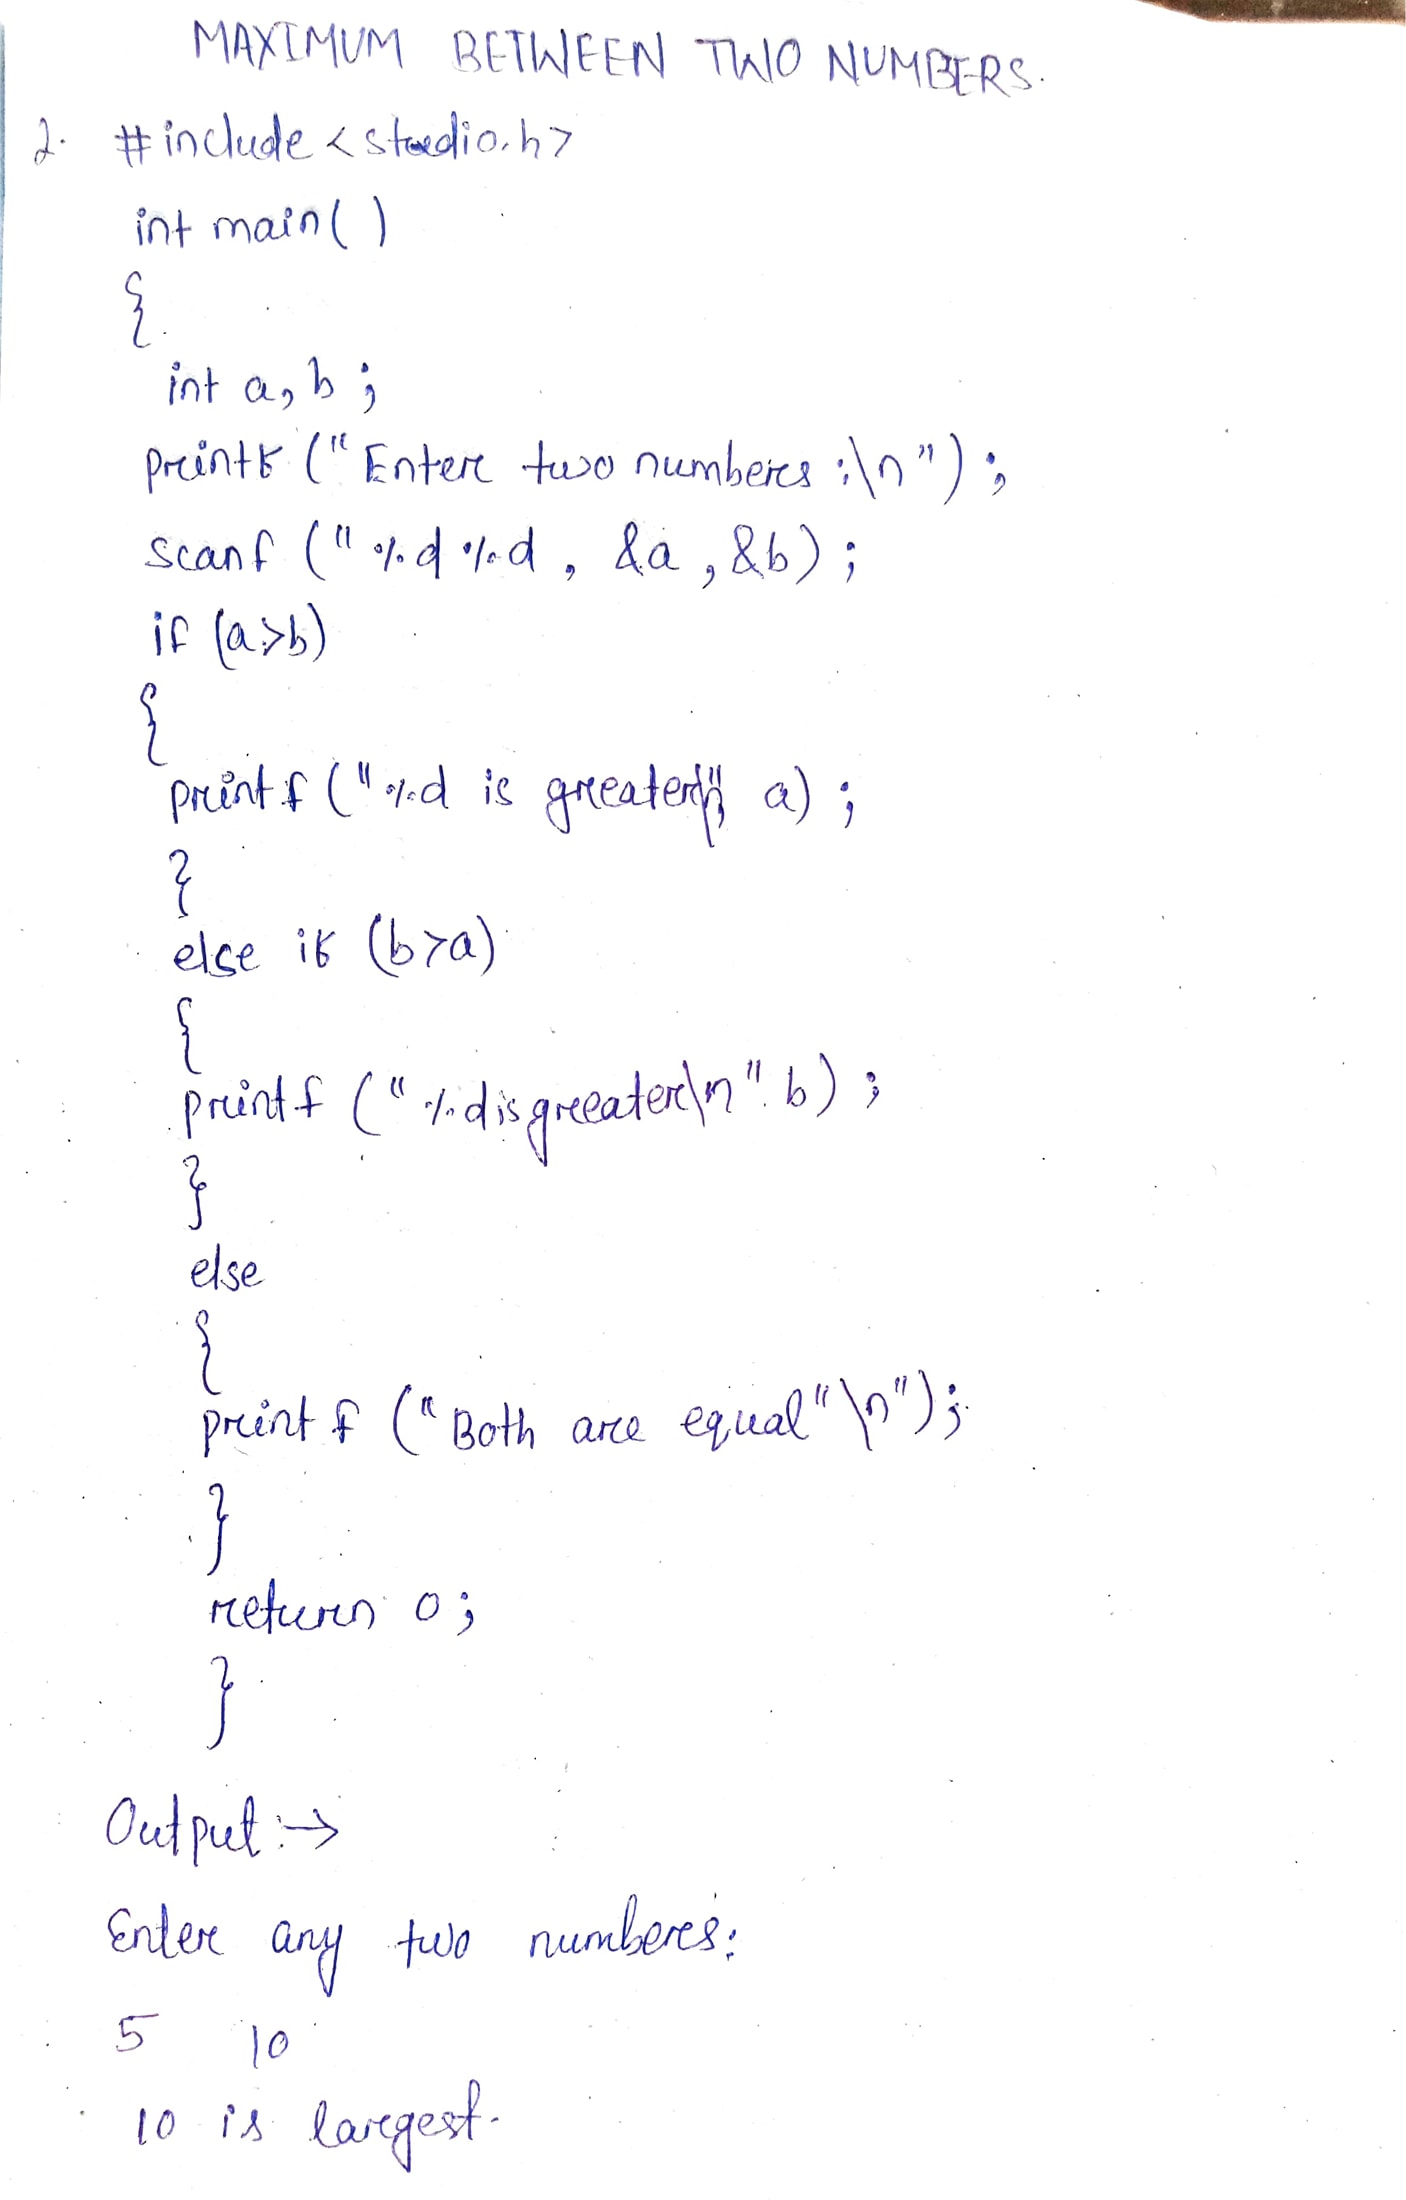 MAXIMUM BETWEEN TWO NUMBERS.
2. #include <stdio.h>
int main( )
{
int a, b ;
printf ("Enter two numbers :\n") ;
scanf ("%d %d , &a , &b) ;
if (a>b)
{
printf ("%d is greater\n", a) ;
}
else if (b>a)
{
printf ("%d is greater\n". b) ;
}
else
{
printf ("Both are equal"\n");
}
return 0 ;
}
Output :→
Enter any two numbers:
5 10
10 is largest.